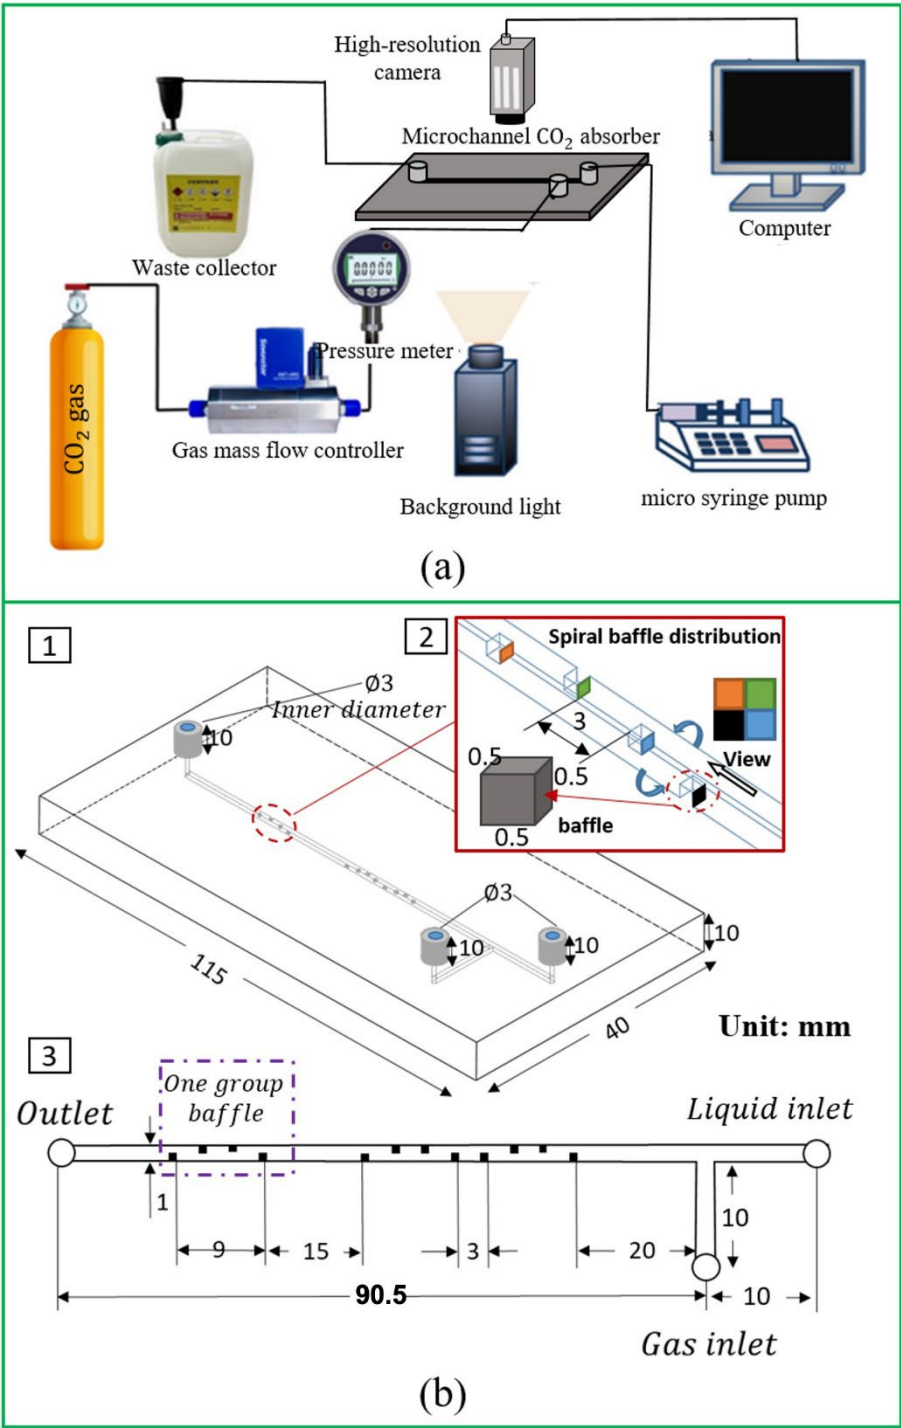 High-resolution
camera
Microchannel CO₂ absorber
Computer
Waste collector
00000
Pressure meter
CO₂ gas
Gas mass flow controller
Background light
micro syringe pump
(a)
1
2
Spiral baffle distribution
Ø3
Inner diameter
10
3
0.5
0.5
0.5
baffle
View
Ø3
10
10
10
115
40
Unit: mm
3
One group
baffle
Outlet
Liquid inlet
1
9
15
3
20
10
90.5
10
Gas inlet
(b)